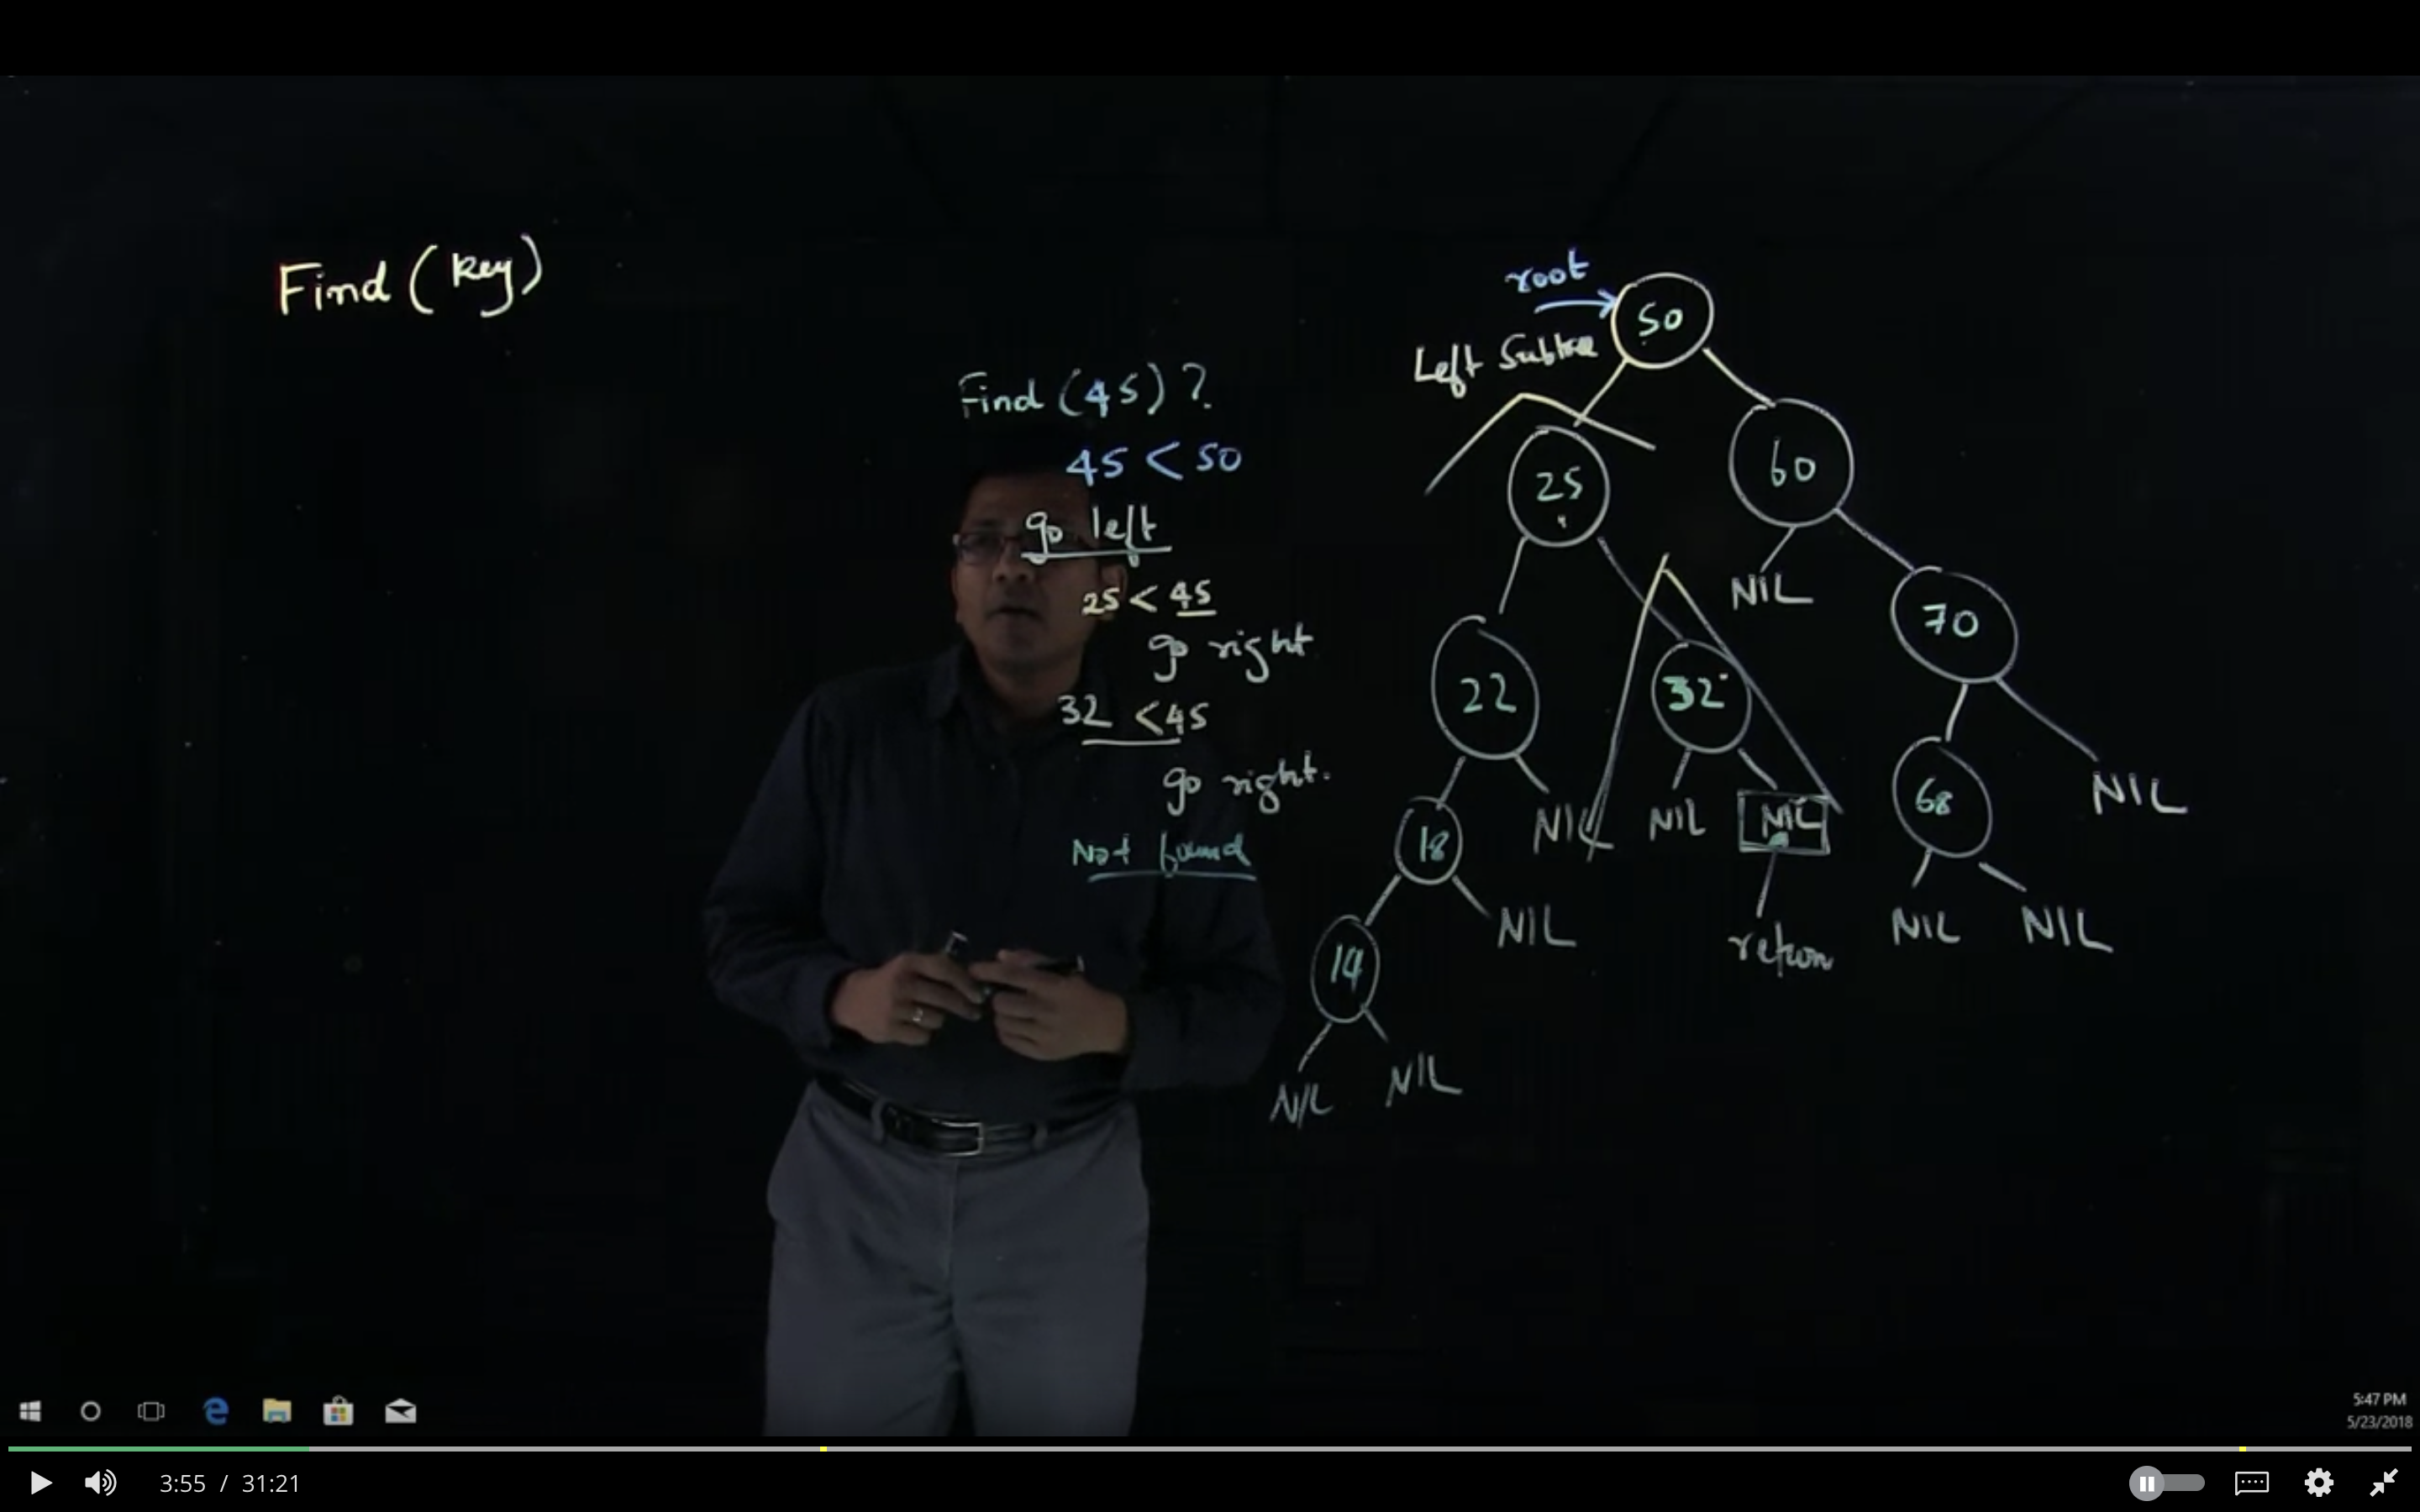 Find (key)
Find (45) ?
45 < 50
go left
25 < 45
go right
32 < 45
go right.
Not found
root
50
Left Subtree
25
60
NIL
70
22
32
NIL
NIL
NIL
68
NIL
18
NIL
14
return
NIL
NIL
NIL
NIL
5:47 PM
5/23/2018
3:55 / 31:21